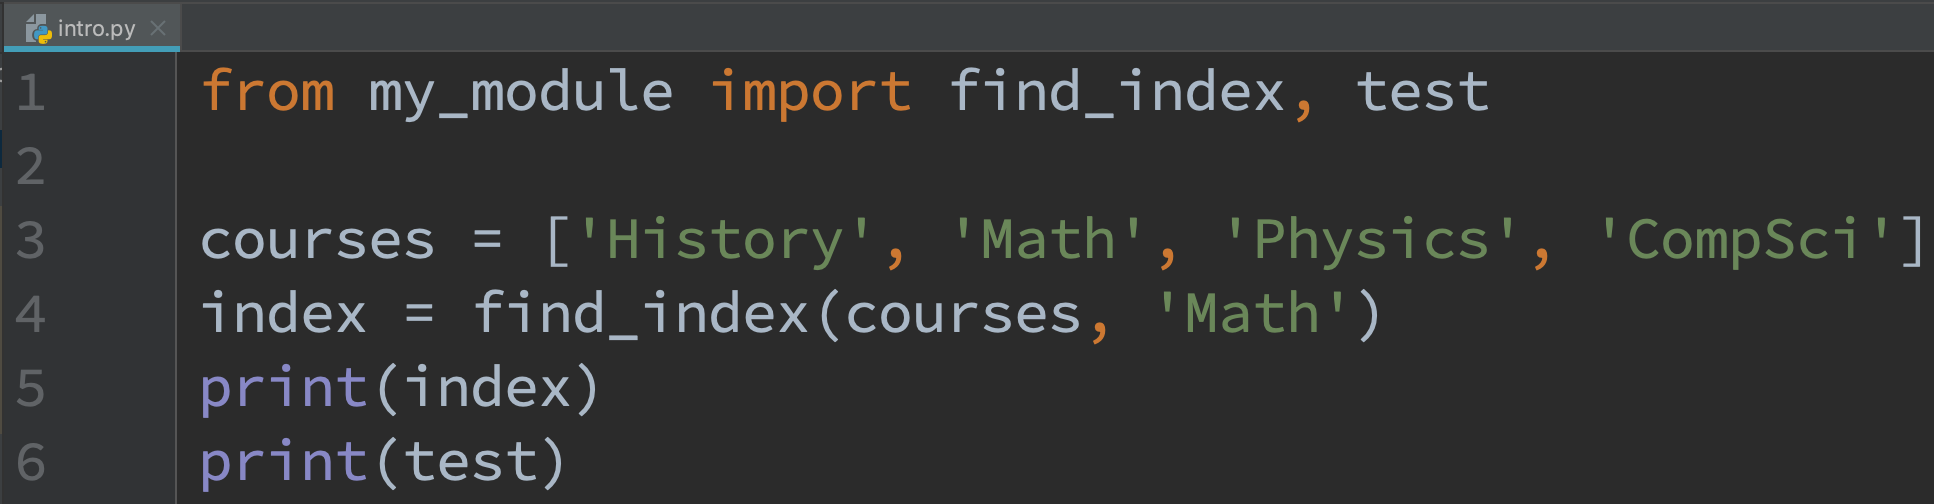 intro.py
1 from my_module import find_index, test
2
3 courses = ['History', 'Math', 'Physics', 'CompSci']
4 index = find_index(courses, 'Math')
5 print(index)
6 print(test)